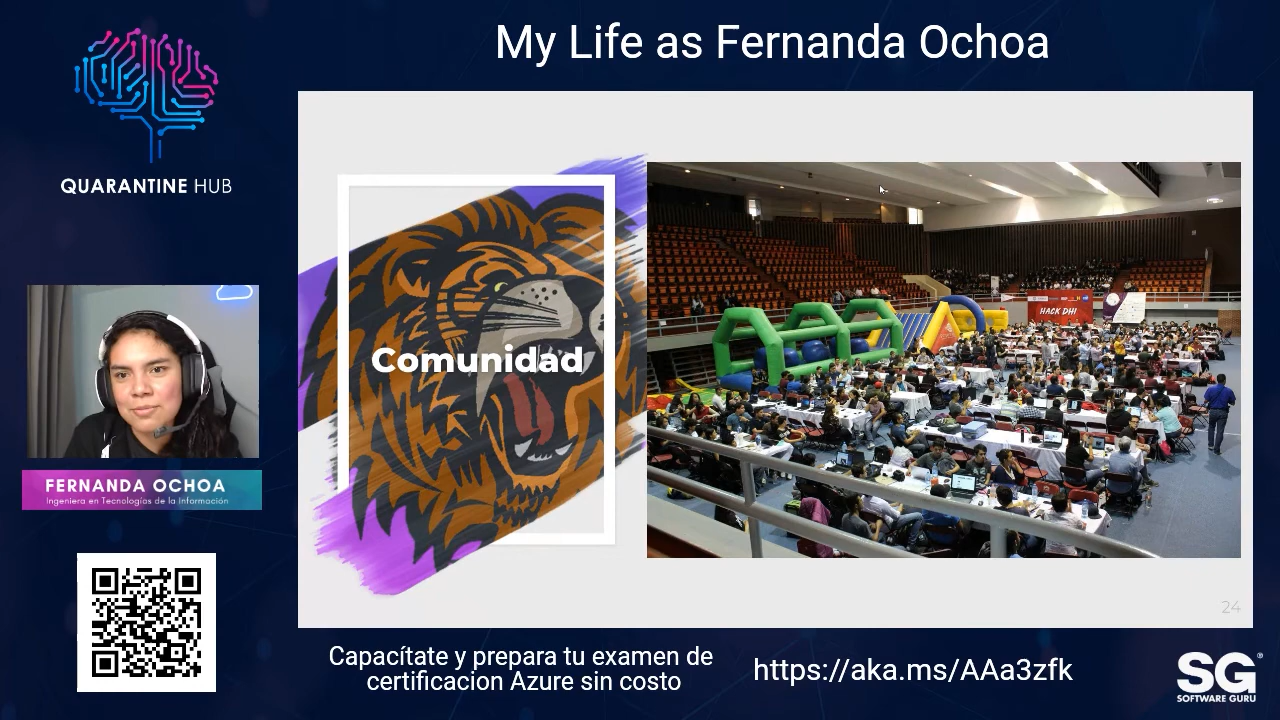 My Life as Fernanda Ochoa
QUARANTINE HUB
Comunidad
HACK DHI
FERNANDA OCHOA
Ingeniera en Tecnologías de la Información
24
Capacítate y prepara tu examen de
certificacion Azure sin costo
https://aka.ms/AAa3zfk
SG®
SOFTWARE GURU